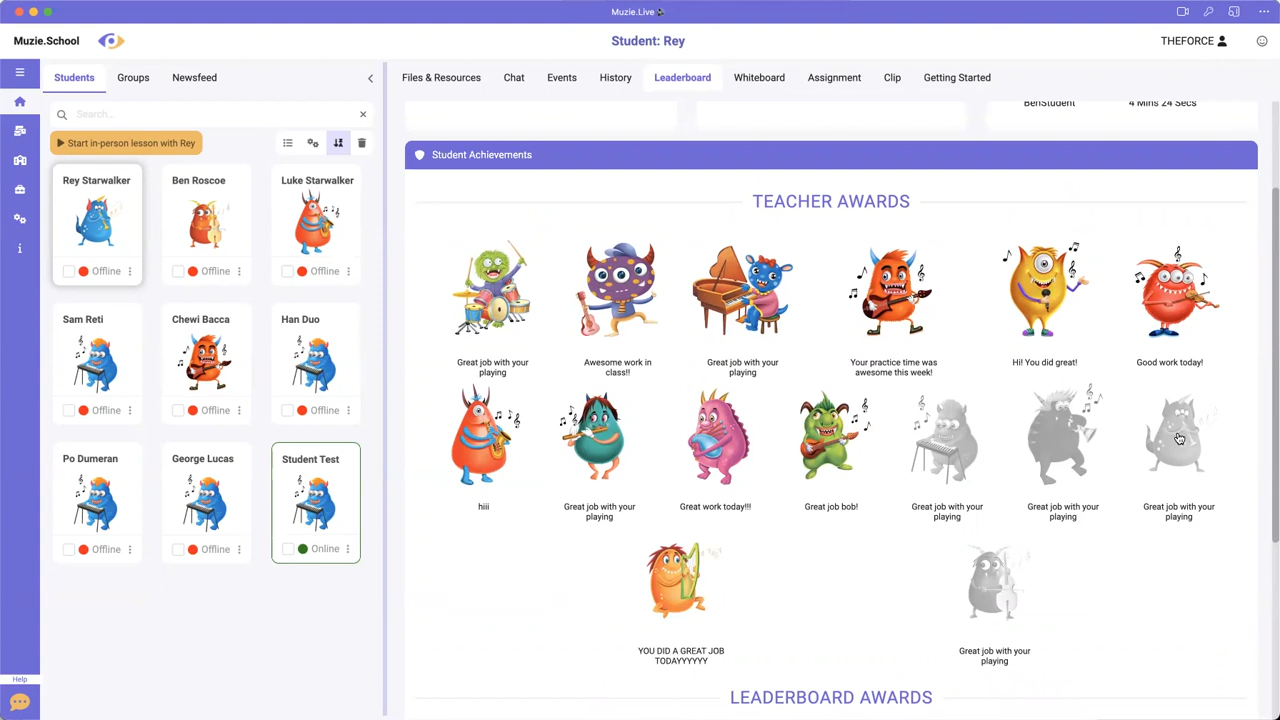 Muzie.Live
Muzie.School
Student: Rey
THEFORCE
Students Groups Newsfeed
Files & Resources Chat Events History Leaderboard Whiteboard Assignment Clip Getting Started
Search...
Start in-person lesson with Rey
BenStudent 4 Mins 24 Secs
Student Achievements
Rey Starwalker Ben Roscoe Luke Starwalker
Offline Offline Offline
Sam Reti Chewi Bacca Han Duo
Offline Offline Offline
Po Dumeran George Lucas Student Test
Offline Offline Online
Help
TEACHER AWARDS
Great job with your
playing
Awesome work in
class!!
Great job with your
playing
Your practice time was
awesome this week!
Hi! You did great!
Good work today!
hiii
Great job with your
playing
Great work today!!!
Great job bob!
Great job with your
playing
Great job with your
playing
Great job with your
playing
YOU DID A GREAT JOB
TODAYYYYYY
Great job with your
playing
LEADERBOARD AWARDS